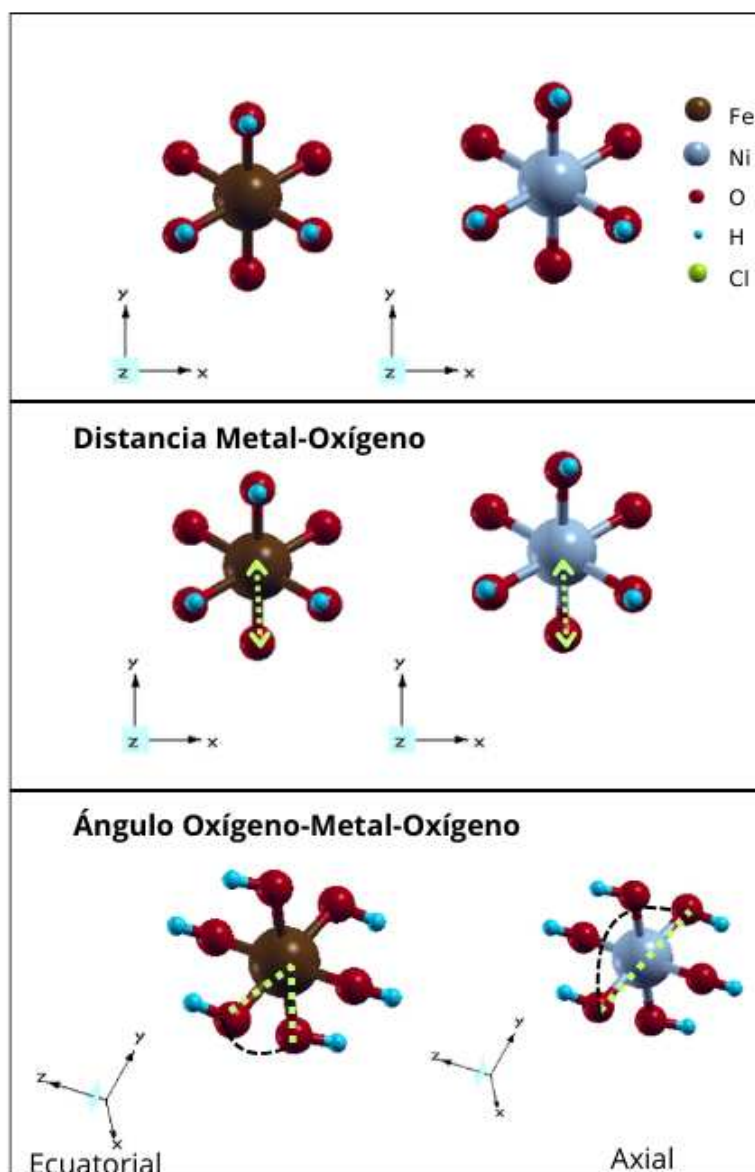 Fe
Ni
O
H
Cl
y
z
x
y
z
x
Distancia Metal-Oxígeno
y
z
x
y
z
x
Ángulo Oxígeno-Metal-Oxígeno
y
z
x
y
z
x
Ecuatorial
Axial